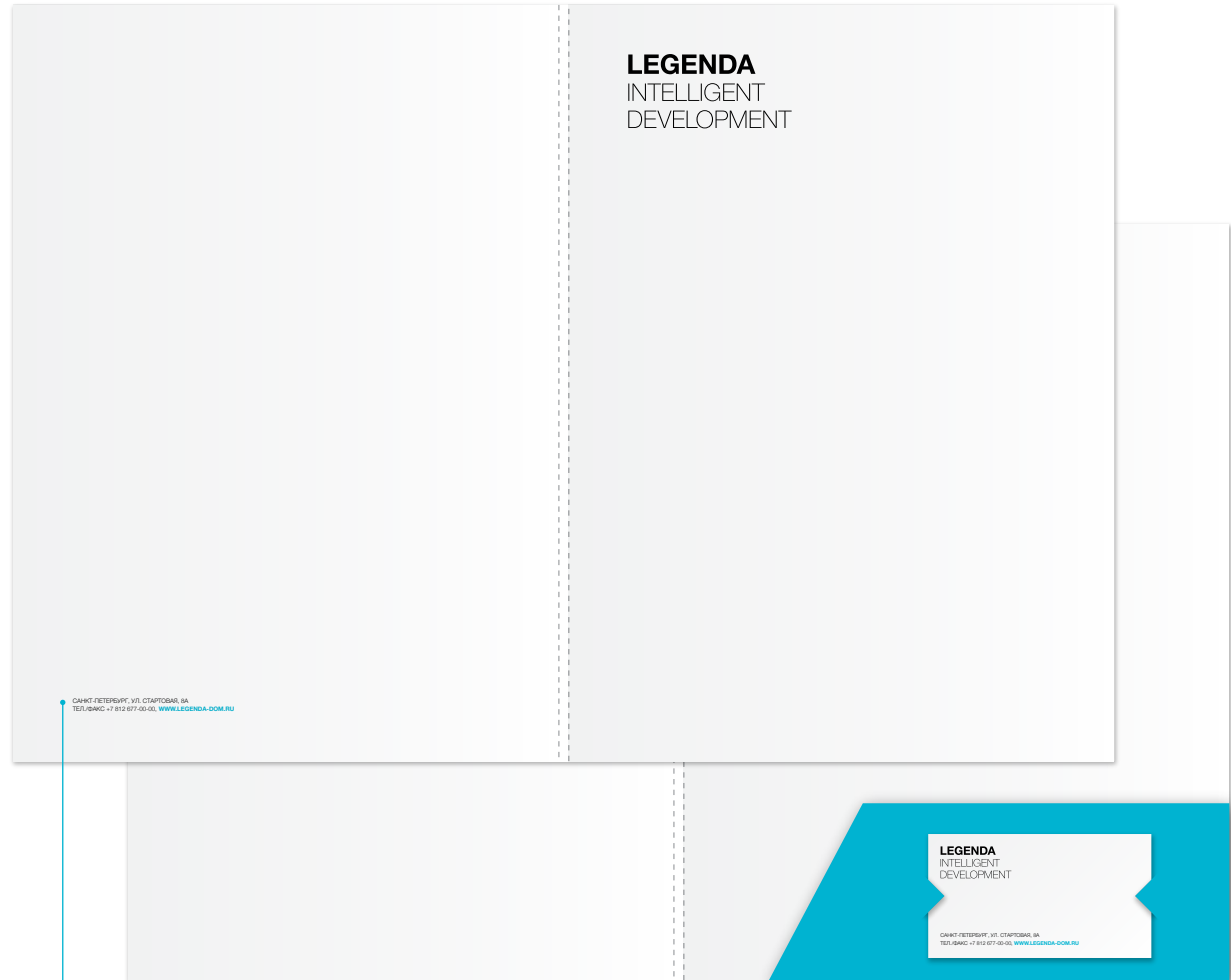 LEGENDA
INTELLIGENT
DEVELOPMENT
САНКТ-ПЕТЕРБУРГ, УЛ. СТАРТОВАЯ, 8А
ТЕЛ./ФАКС +7 812 677-00-00, WWW.LEGENDA-DOM.RU
LEGENDA
INTELLIGENT
DEVELOPMENT
САНКТ-ПЕТЕРБУРГ, УЛ. СТАРТОВАЯ, 8А
ТЕЛ./ФАКС +7 812 677-00-00, WWW.LEGENDA-DOM.RU